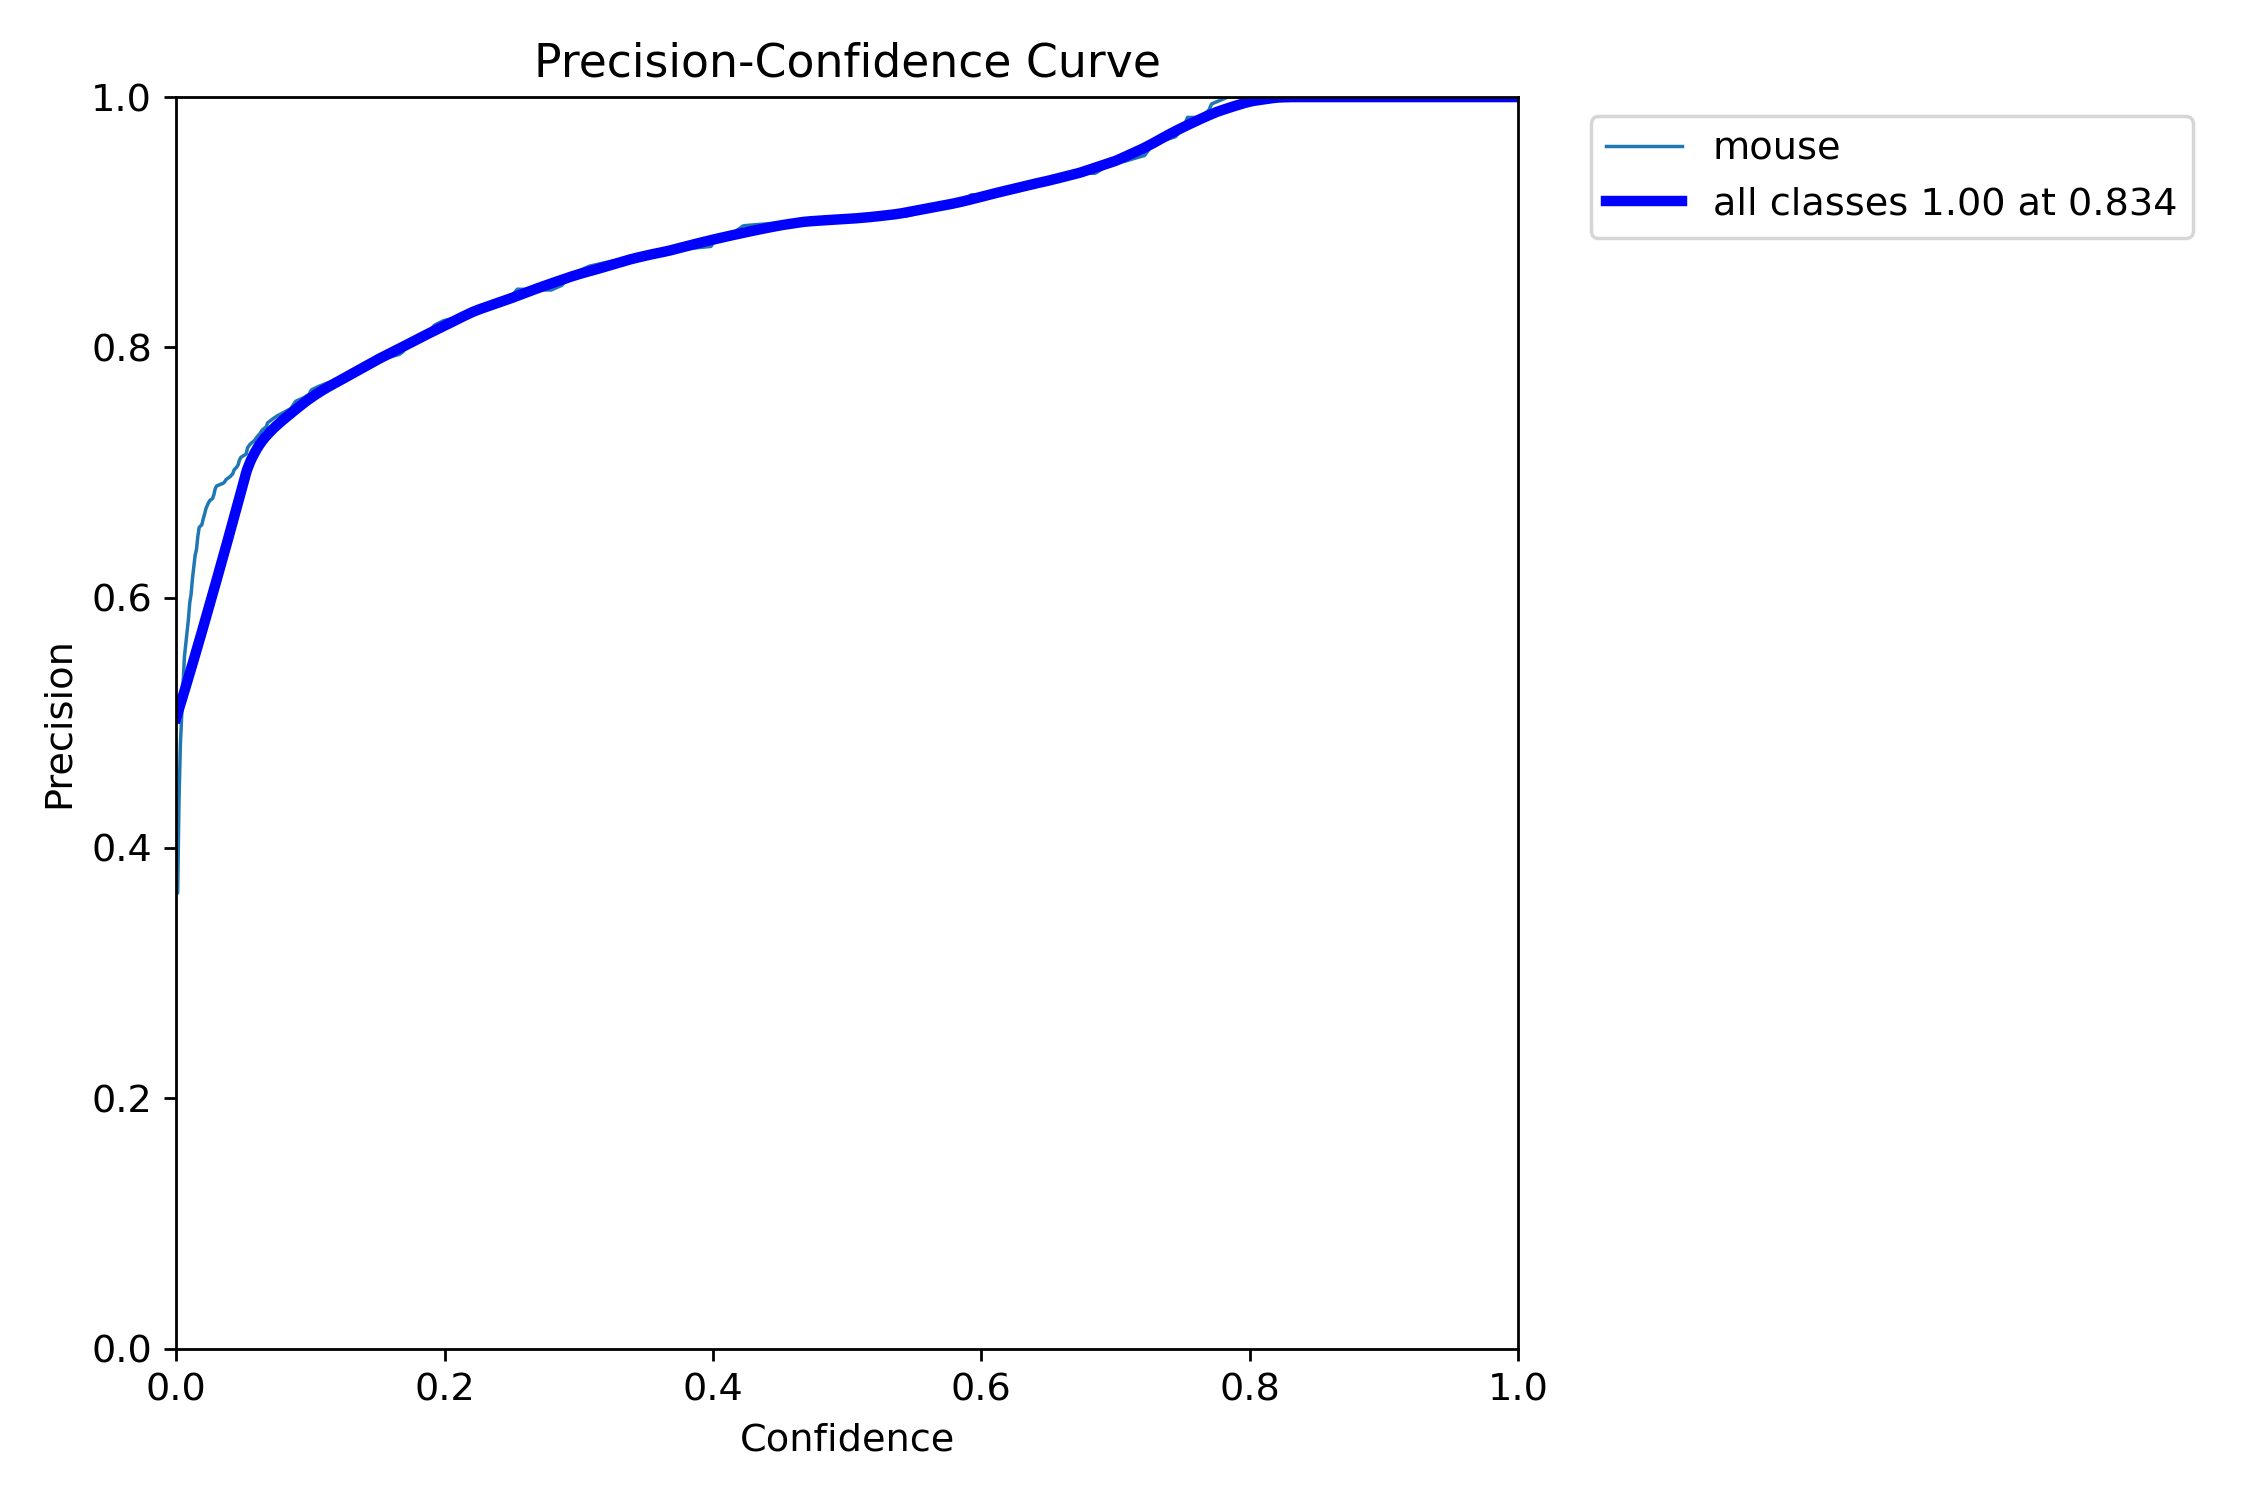 Precision-Confidence Curve
1.0
0.8
0.6
0.4
0.2
0.0
Precision
0.0 0.2 0.4 0.6 0.8 1.0
Confidence
mouse
all classes 1.00 at 0.834